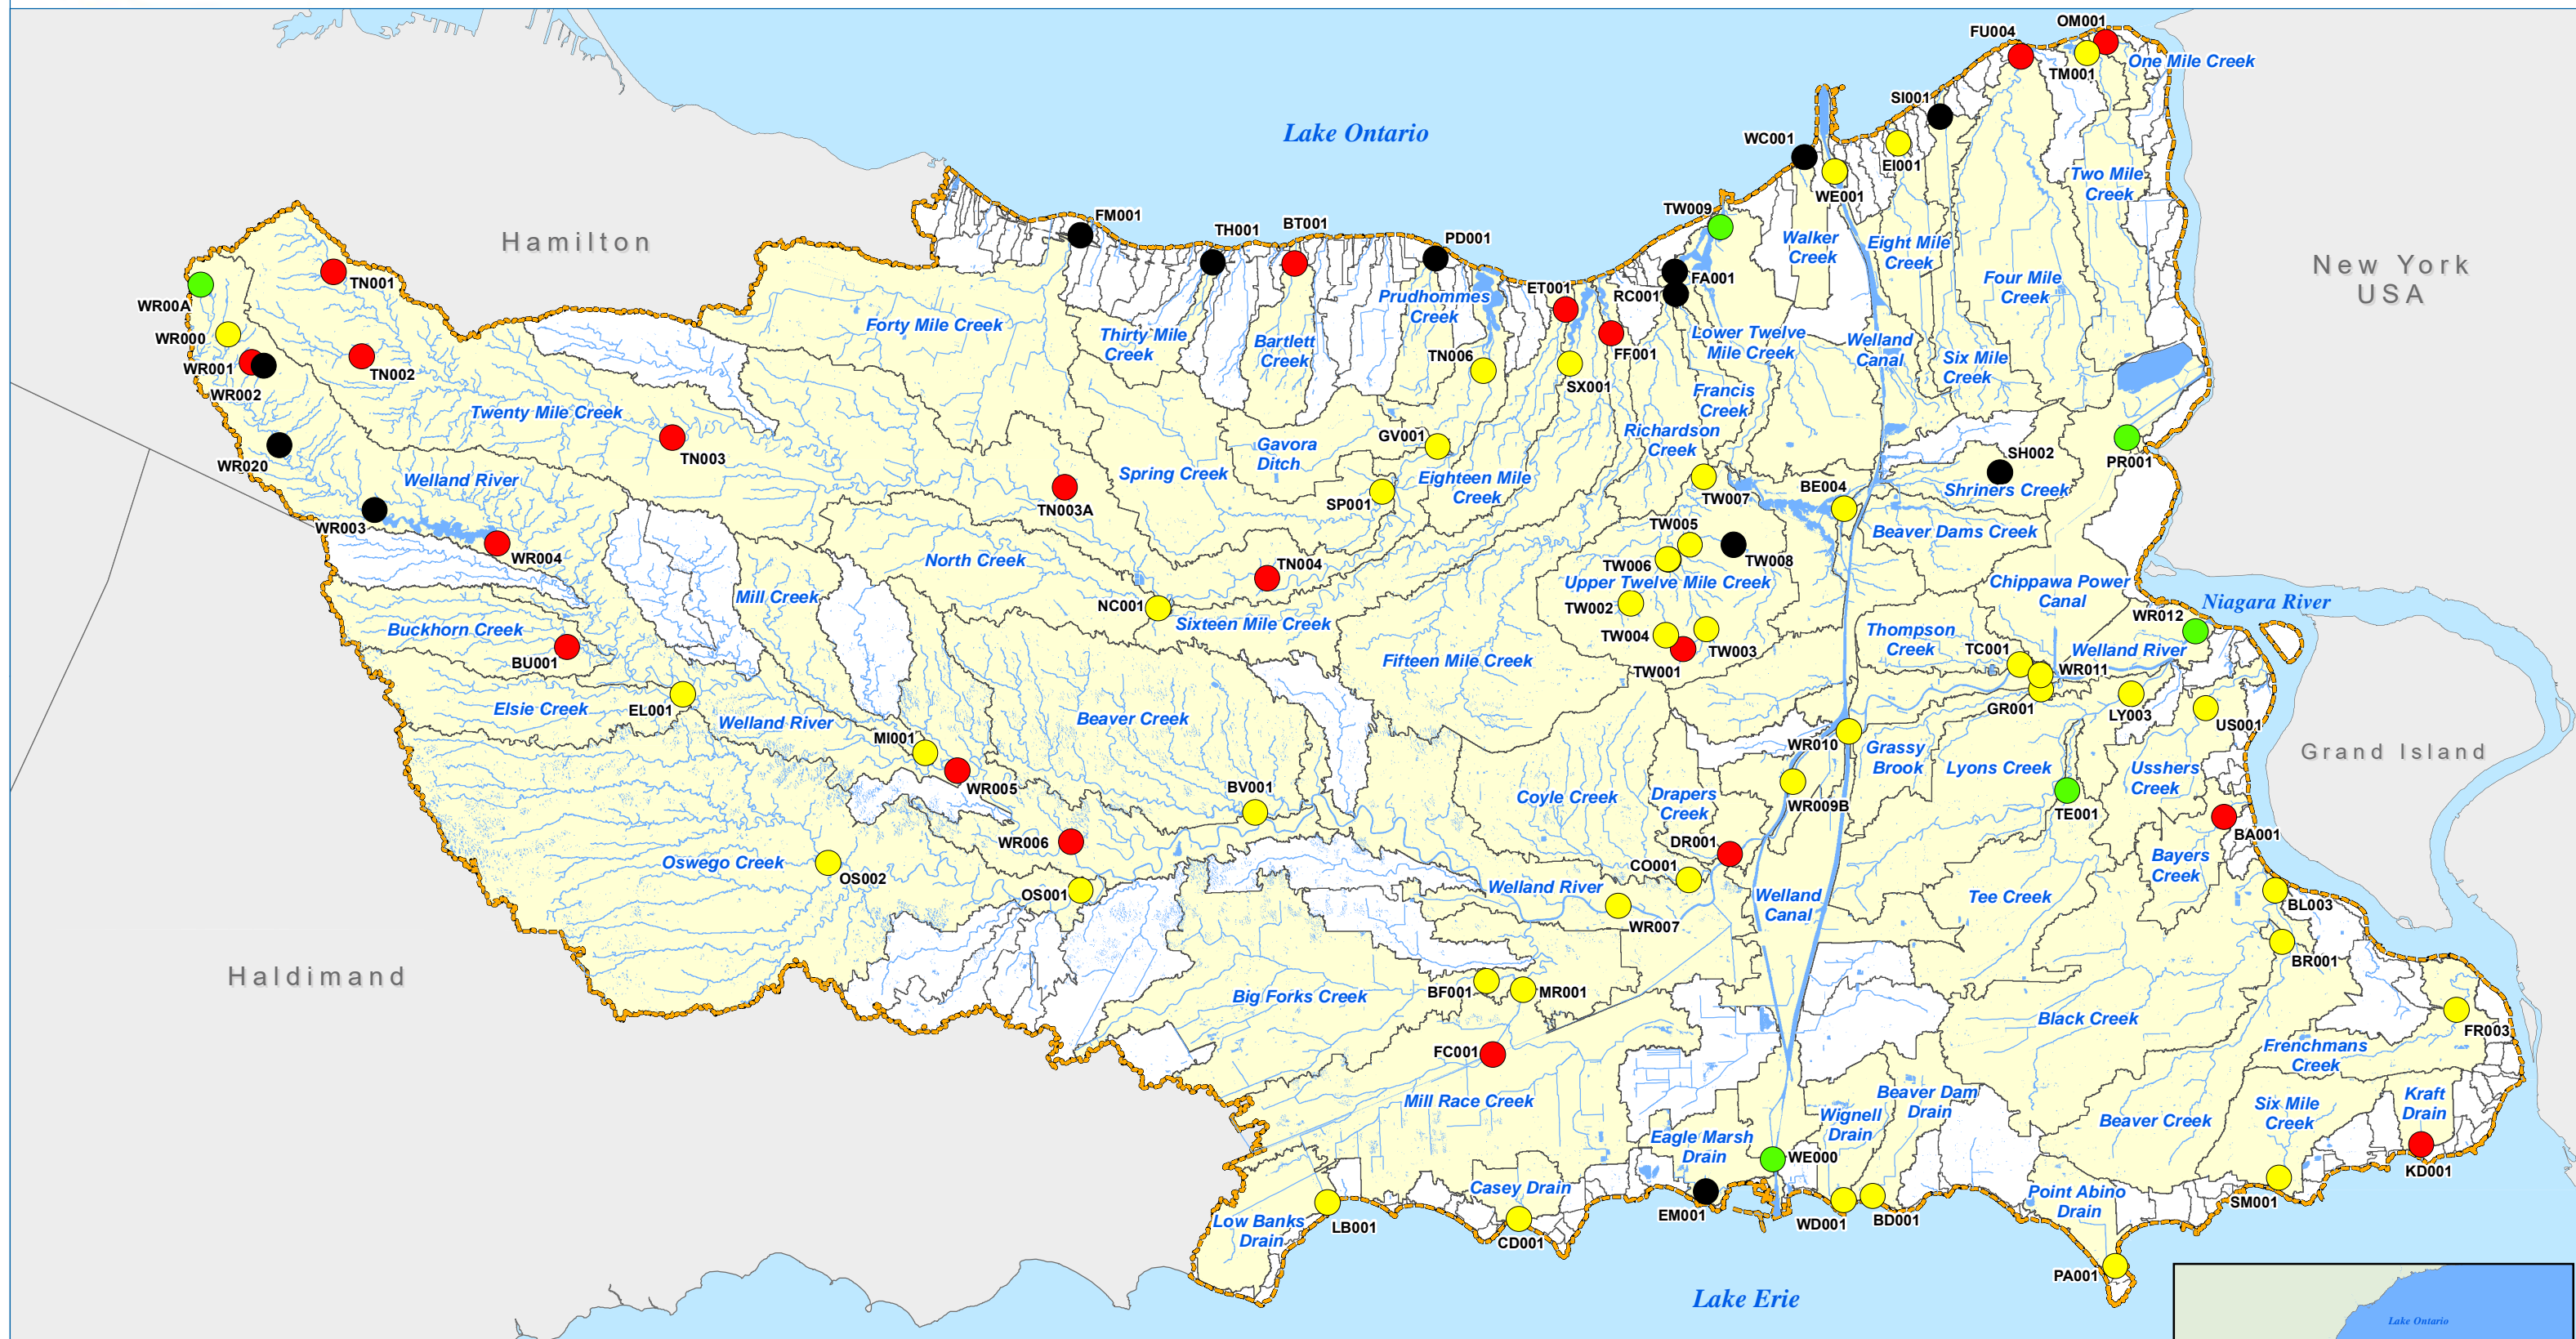 OM001
FU004
One Mile Creek
TM001
SI001
Lake Ontario
WC001
EI001
Two Mile
Creek
WE001
TW009
FM001
TH001
BT001
PD001
Hamilton
Walker
Creek
Eight Mile
Creek
New York
USA
TN001
FA001
Four Mile
Creek
WR00A
ET001
RC001
Prudhommes
Creek
Forty Mile Creek
Thirty Mile
Creek
Bartlett
Creek
Lower Twelve
Mile Creek
Welland
Canal
WR000
FF001
TN006
Six Mile
Creek
WR001
TN002
SX001
WR002
Francis
Creek
Twenty Mile Creek
Richardson
Creek
GV001
Gavora
Ditch
TN003
SH002
PR001
WR020
Spring Creek
Eighteen Mile
Creek
Welland River
Shriners Creek
BE004
TW007
SP001
TN003A
WR003
TW005
Beaver Dams Creek
WR004
North Creek
TN004
TW006
TW008
Upper Twelve Mile Creek
Chippawa Power
Canal
Mill Creek
NC001
TW002
Niagara River
WR012
Sixteen Mile Creek
Buckhorn Creek
BU001
TW004
Thompson
Creek
TC001
Welland River
Fifteen Mile Creek
TW003
TW001
WR011
Elsie Creek
EL001
GR001
LY003
US001
Welland River
Beaver Creek
MI001
WR010
Grassy
Brook
Lyons Creek
Usshers
Creek
Grand Island
WR005
BV001
Coyle Creek
Drapers
Creek
WR009B
TE001
BA001
WR006
DR001
Oswego Creek
OS002
CO001
Bayers
Creek
OS001
Welland River
Welland
Canal
Tee Creek
BL003
WR007
BR001
Haldimand
Big Forks Creek
BF001
MR001
Black Creek
FR003
FC001
Frenchmans
Creek
Mill Race Creek
Beaver Dam
Drain
Wignell
Drain
Beaver Creek
Six Mile
Creek
Kraft
Drain
Eagle Marsh
Drain
WE000
KD001
Casey Drain
Point Abino
Drain
SM001
EM001
WD001
BD001
Low Banks
Drain
LB001
CD001
PA001
Lake Erie
Lake Ontario